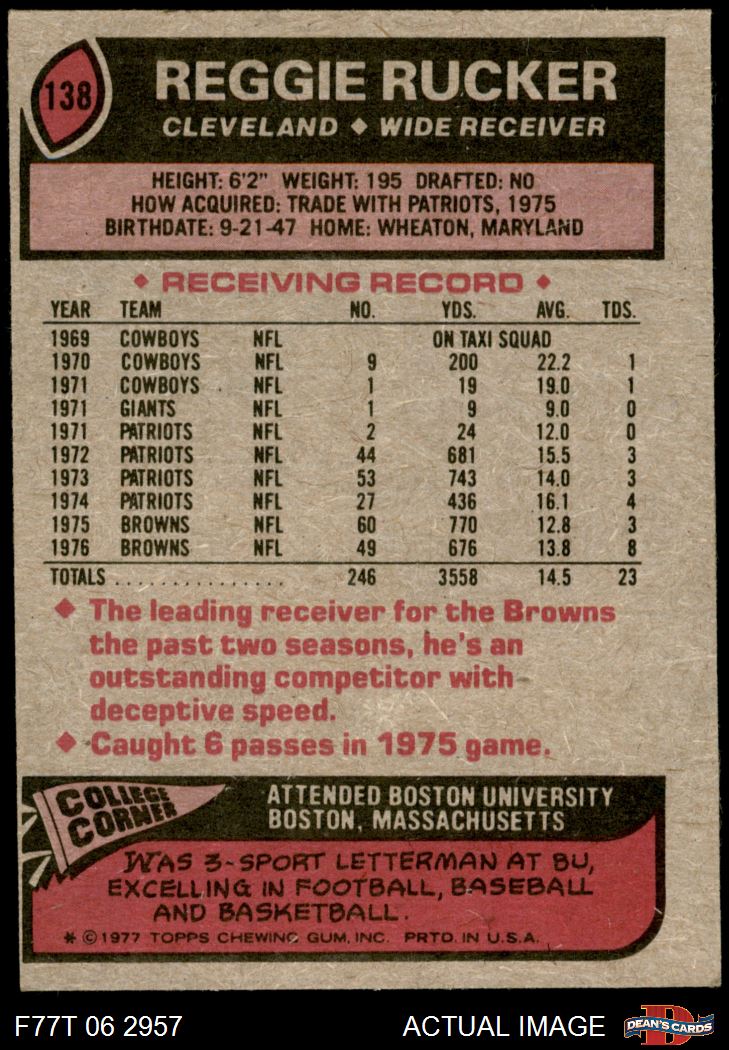 138
REGGIE RUCKER
CLEVELAND ◆ WIDE RECEIVER
HEIGHT: 6'2" WEIGHT: 195 DRAFTED: NO
HOW ACQUIRED: TRADE WITH PATRIOTS, 1975
BIRTHDATE: 9-21-47 HOME: WHEATON, MARYLAND
◆ RECEIVING RECORD ◆
YEAR TEAM NO. YDS. AVG. TDS.
1969 COWBOYS NFL ON TAXI SQUAD
1970 COWBOYS NFL 9 200 22.2 1
1971 COWBOYS NFL 1 19 19.0 1
1971 GIANTS NFL 1 9 9.0 0
1971 PATRIOTS NFL 2 24 12.0 0
1972 PATRIOTS NFL 44 681 15.5 3
1973 PATRIOTS NFL 53 743 14.0 3
1974 PATRIOTS NFL 27 436 16.1 4
1975 BROWNS NFL 60 770 12.8 3
1976 BROWNS NFL 49 676 13.8 8
TOTALS ................ 246 3558 14.5 23
◆ The leading receiver for the Browns
the past two seasons, he's an
outstanding competitor with
deceptive speed.
◆ Caught 6 passes in 1975 game.
COLLEGE
CORNER
ATTENDED BOSTON UNIVERSITY
BOSTON, MASSACHUSETTS
WAS 3-SPORT LETTERMAN AT BU,
EXCELLING IN FOOTBALL, BASEBALL
AND BASKETBALL.
* © 1977 TOPPS CHEWING GUM, INC. PRTD. IN U.S.A.
F77T 06 2957 ACTUAL IMAGE
D
DEAN'S CARDS